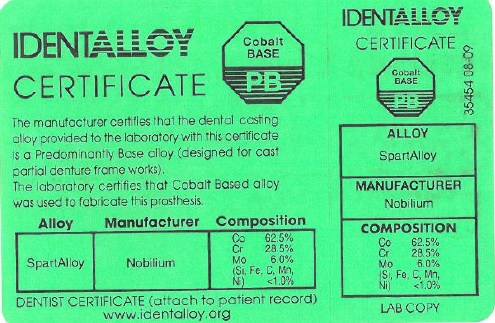 IDENTALLOY
CERTIFICATE
Cobalt
BASE
PB
The manufacturer certifies that the dental casting
alloy provided to the laboratory with this certificate
is a Predominantly Base alloy (designed for cast
partial denture frame works).
The laboratory certifies that Cobalt Based alloy
was used to fabricate this prosthesis.
Alloy Manufacturer Composition
SpartAlloy Nobilium
Co 62.5%
Cr 28.5%
Mo 6.0%
(Si, Fe, C, Mn,
Ni) <1.0%
DENTIST CERTIFICATE (attach to patient record)
www.identalloy.org
IDENTALLOY
CERTIFICATE
Cobalt
BASE
PB
35454 08-09
ALLOY
SpartAlloy
MANUFACTURER
Nobilium
COMPOSITION
Co 62.5%
Cr 28.5%
Mo 6.0%
(Si, Fe, C, Mn,
Ni) <1.0%
LAB COPY